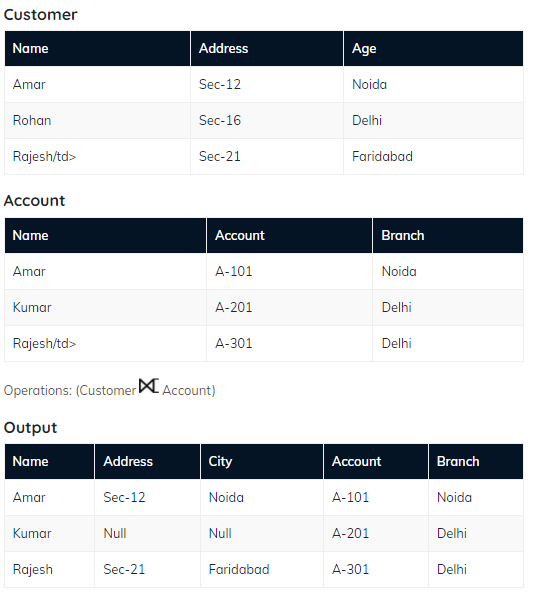 Customer
Name Address Age
Amar Sec-12 Noida
Rohan Sec-16 Delhi
Rajesh/td> Sec-21 Faridabad
Account
Name Account Branch
Amar A-101 Noida
Kumar A-201 Delhi
Rajesh/td> A-301 Delhi
Operations: (Customer ⟖ Account)
Output
Name Address City Account Branch
Amar Sec-12 Noida A-101 Noida
Kumar Null Null A-201 Delhi
Rajesh Sec-21 Faridabad A-301 Delhi